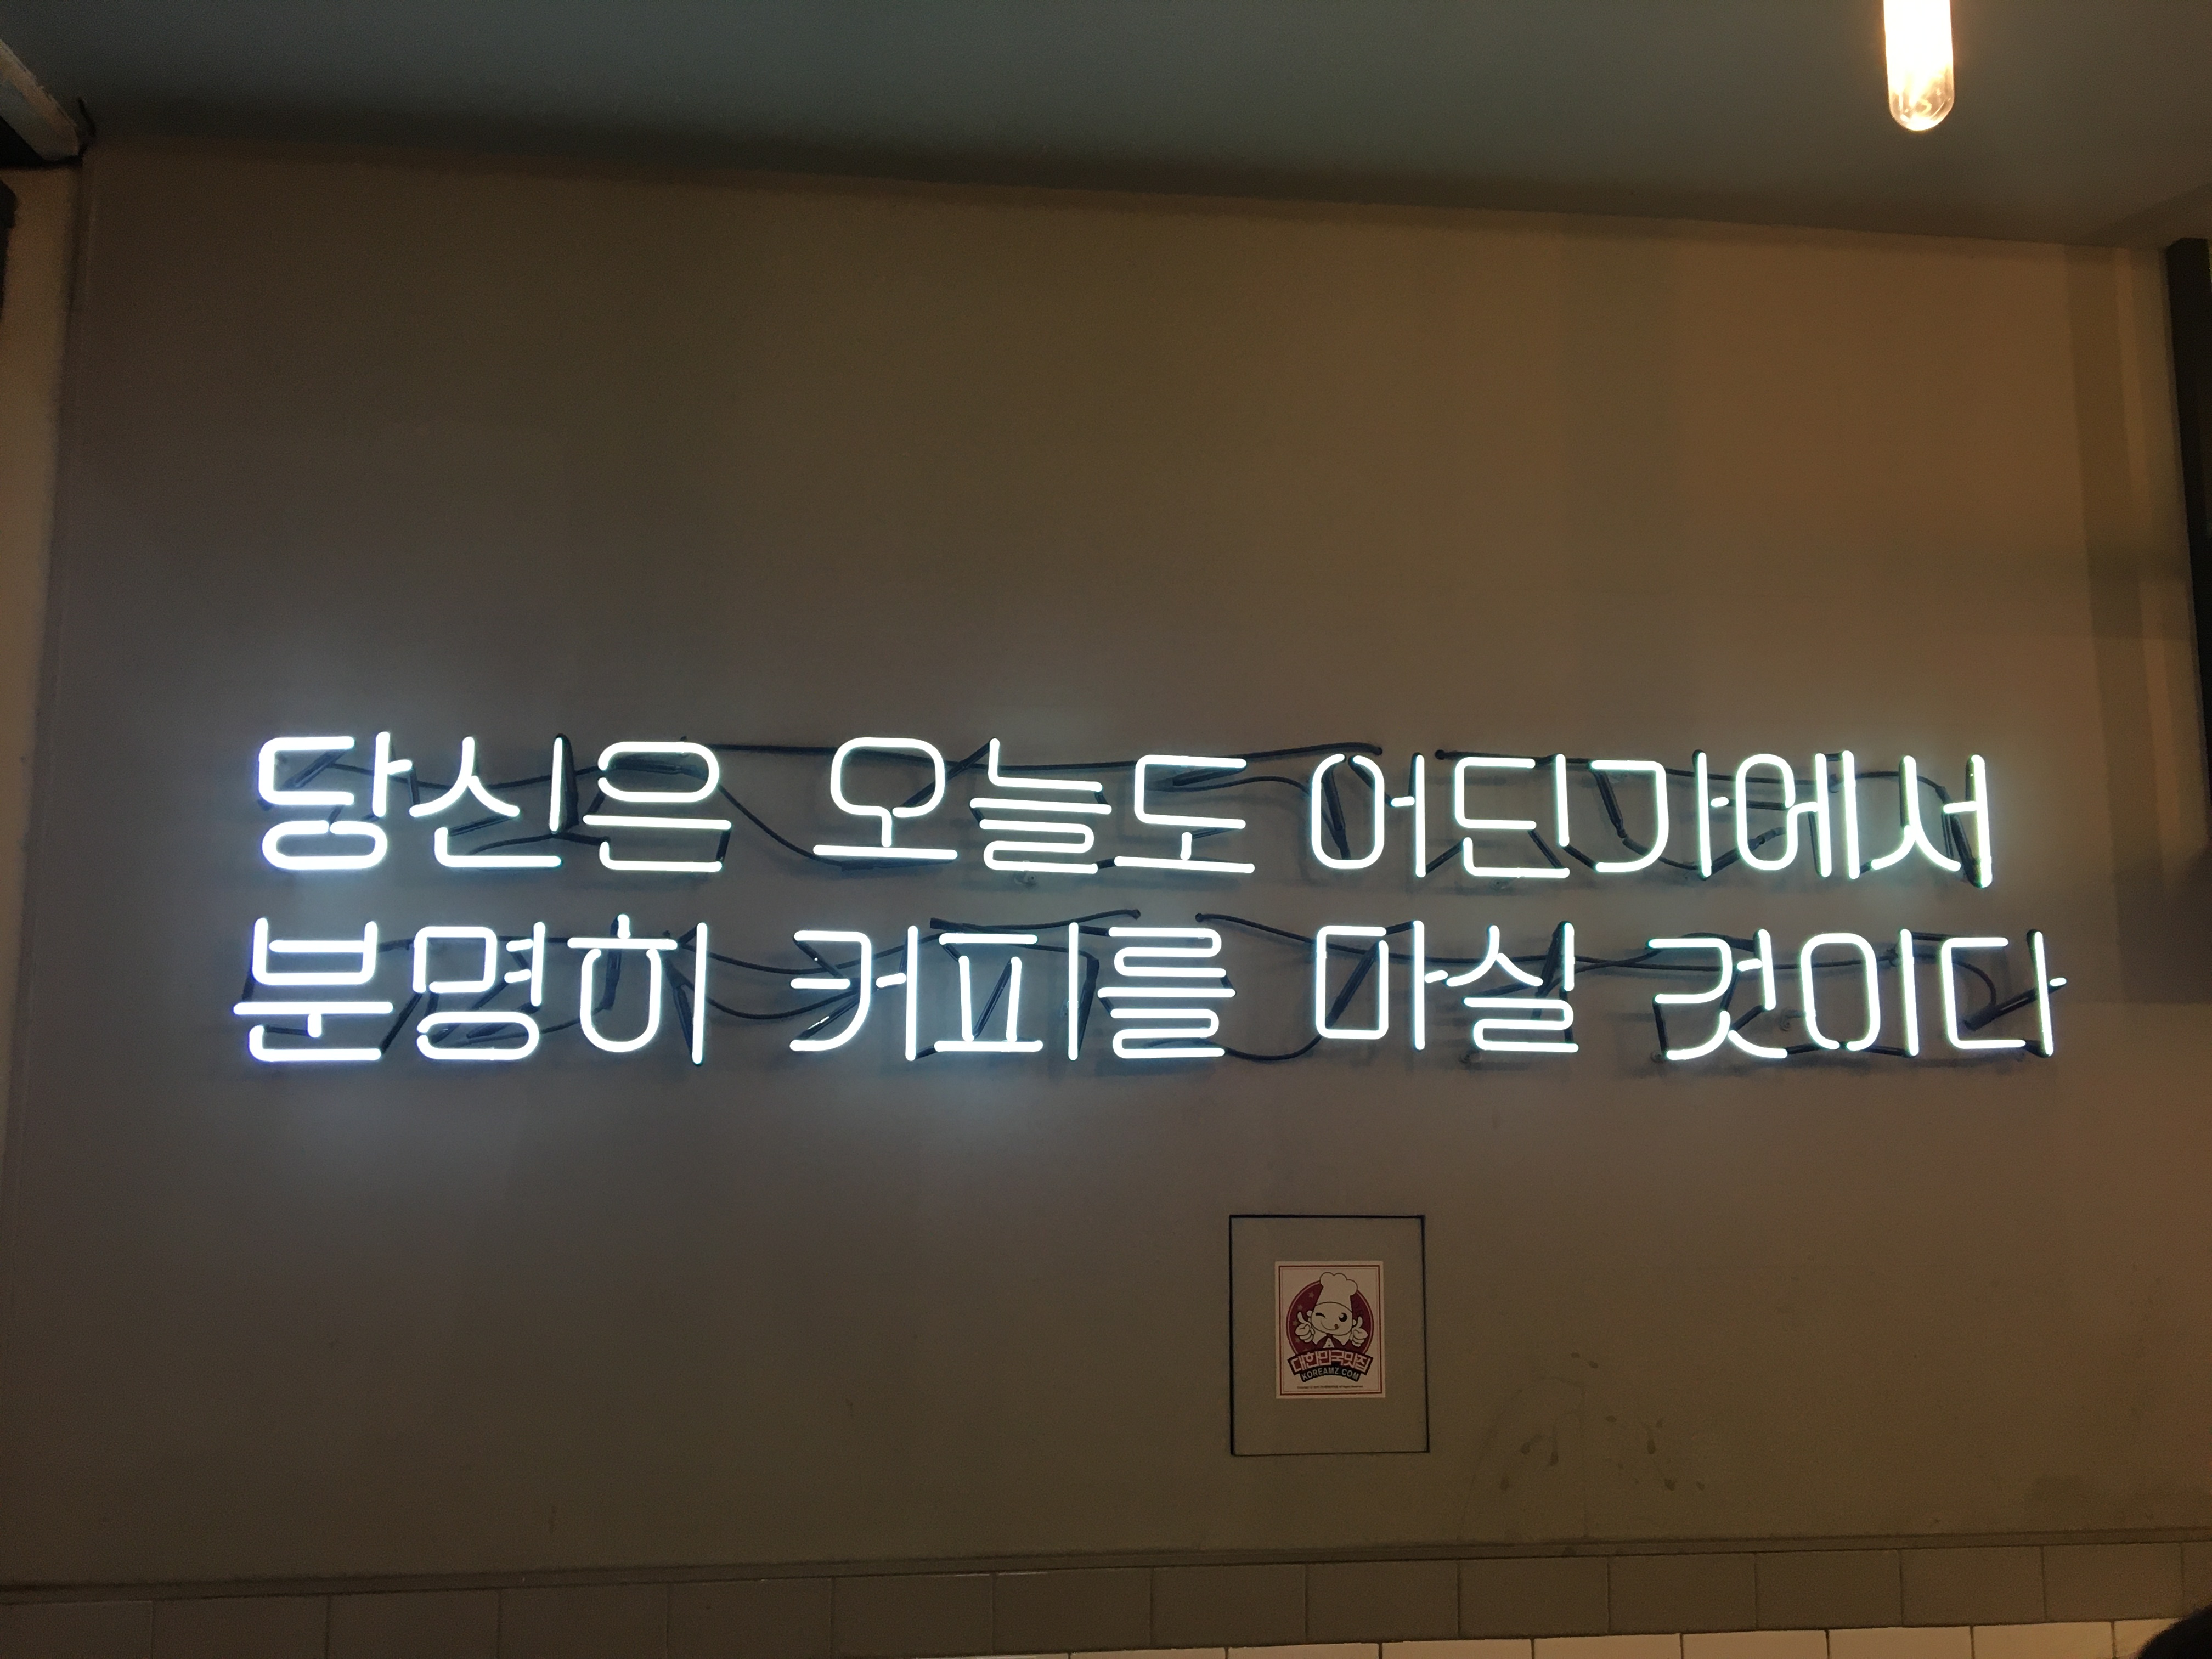 당신은 오늘도 어딘가에서
분명히 커피를 마실 것이다
대한민국맛집
KOREAMZ.COM